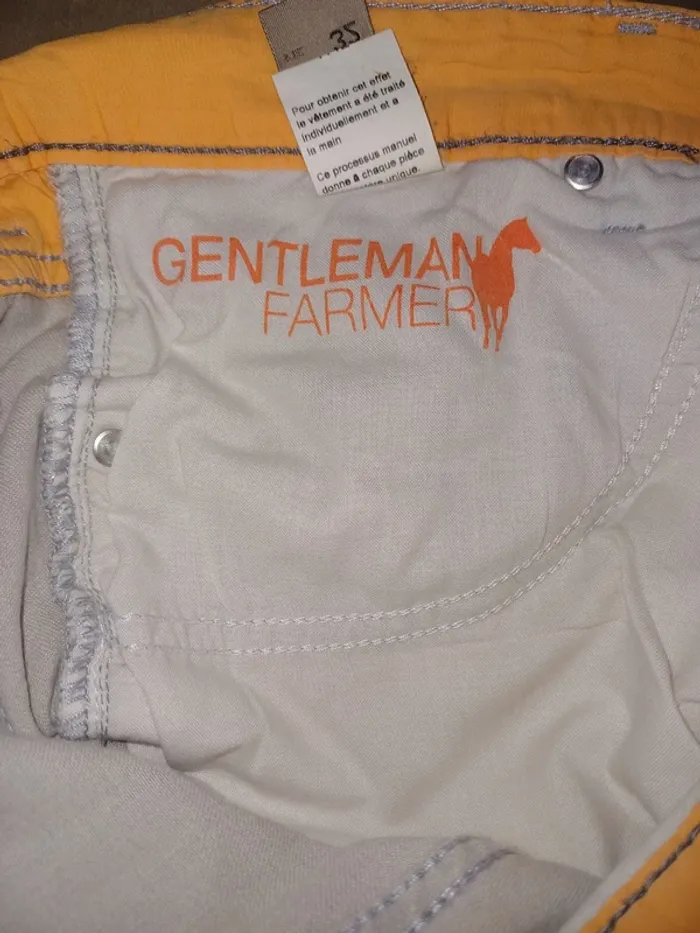 35
Pour obtenir cet effet
le vêtement a été traité
individuellement et a
la main
Ce processus manuel
donne à chaque pièce
unique.
GENTLEMAN
FARMER